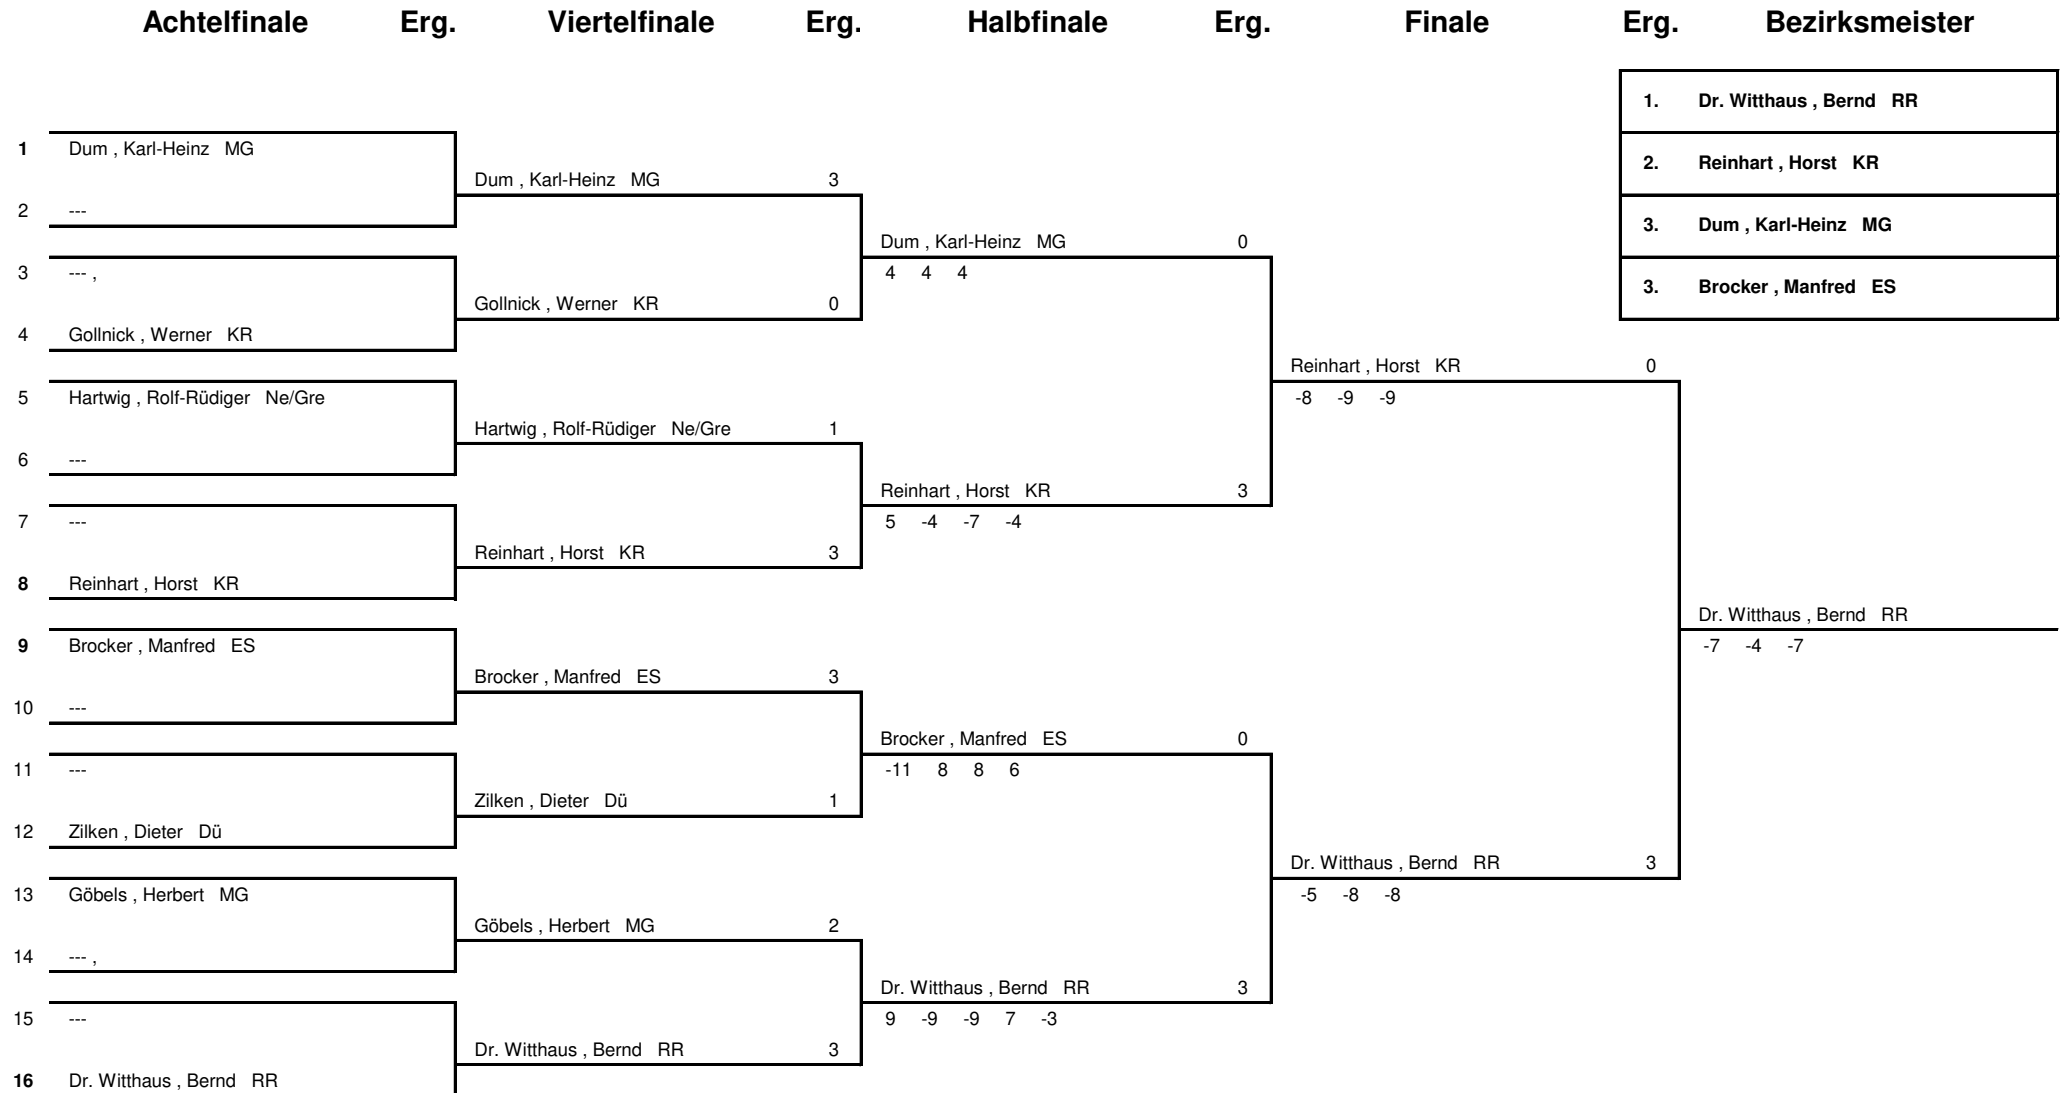 Achtelfinale Erg. Viertelfinale Erg. Halbfinale Erg. Finale Erg. Bezirksmeister
1. Dr. Witthaus , Bernd RR
1 Dum , Karl-Heinz MG
2. Reinhart , Horst KR
Dum , Karl-Heinz MG 3
2 ---
3. Dum , Karl-Heinz MG
Dum , Karl-Heinz MG 0
3 --- ,
4 4 4
3. Brocker , Manfred ES
Gollnick , Werner KR 0
4 Gollnick , Werner KR
Reinhart , Horst KR 0
5 Hartwig , Rolf-Rüdiger Ne/Gre
-8 -9 -9
Hartwig , Rolf-Rüdiger Ne/Gre 1
6 ---
Reinhart , Horst KR 3
7 ---
5 -4 -7 -4
Reinhart , Horst KR 3
8 Reinhart , Horst KR
Dr. Witthaus , Bernd RR
9 Brocker , Manfred ES
-7 -4 -7
Brocker , Manfred ES 3
10 ---
Brocker , Manfred ES 0
11 ---
-11 8 8 6
Zilken , Dieter Dü 1
12 Zilken , Dieter Dü
Dr. Witthaus , Bernd RR 3
13 Göbels , Herbert MG
-5 -8 -8
Göbels , Herbert MG 2
14 --- ,
Dr. Witthaus , Bernd RR 3
15 ---
9 -9 -9 7 -3
Dr. Witthaus , Bernd RR 3
16 Dr. Witthaus , Bernd RR